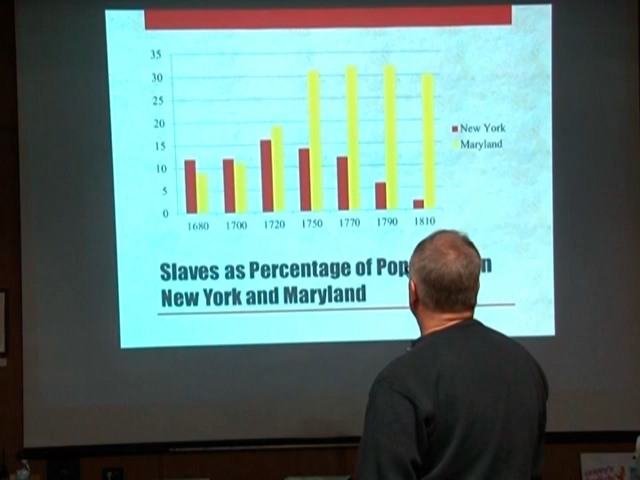 35
30
25
20
15
10
5
0
1680 1700 1720 1750 1770 1790 1810
New York
Maryland
Slaves as Percentage of
New York and Maryland